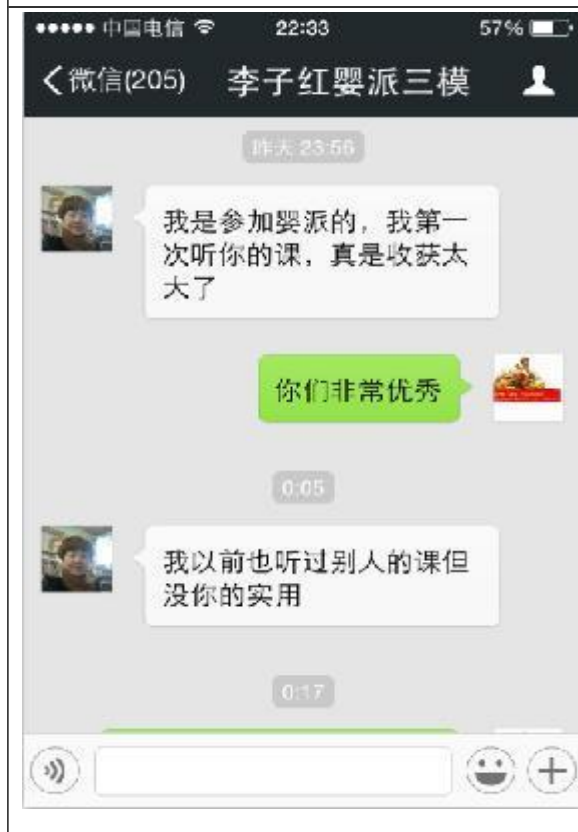 中国电信 22:33 57%
微信(205) 李子红婴派三模
昨天 23:56
我是参加婴派的，我第一
次听你的课，真是收获太
大了
你们非常优秀
0:05
我以前也听过别人的课但
没你的实用
0:17